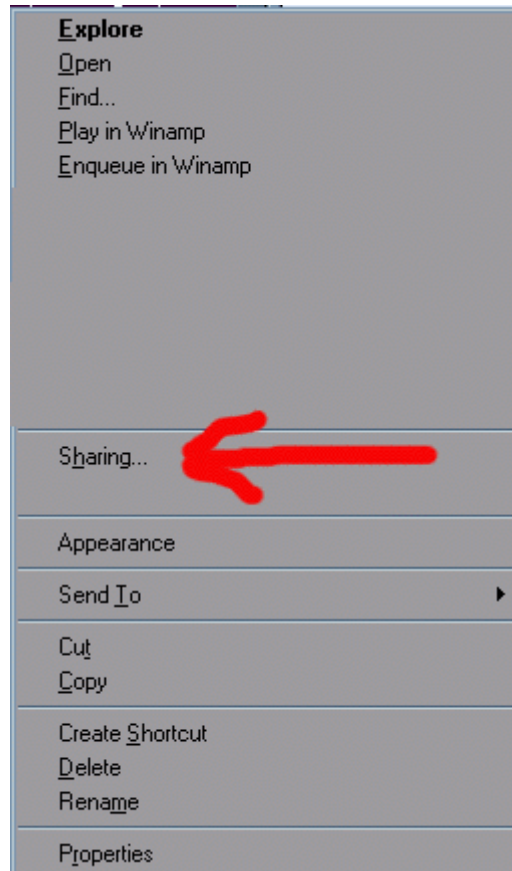 Explore
Open
Find...
Play in Winamp
Enqueue in Winamp
Sharing...
Appearance
Send To
Cut
Copy
Create Shortcut
Delete
Rename
Properties